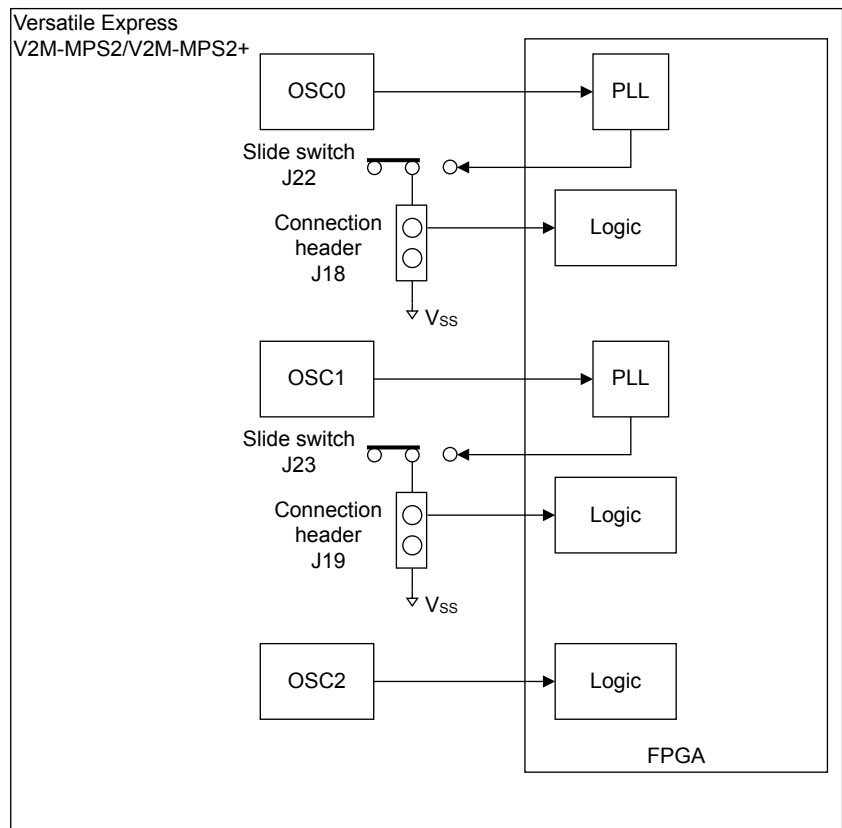 Versatile Express
V2M-MPS2/V2M-MPS2+
OSC0
PLL
Slide switch
J22
Connection
header
J18
Logic
VSS
OSC1
PLL
Slide switch
J23
Connection
header
J19
Logic
VSS
OSC2
Logic
FPGA